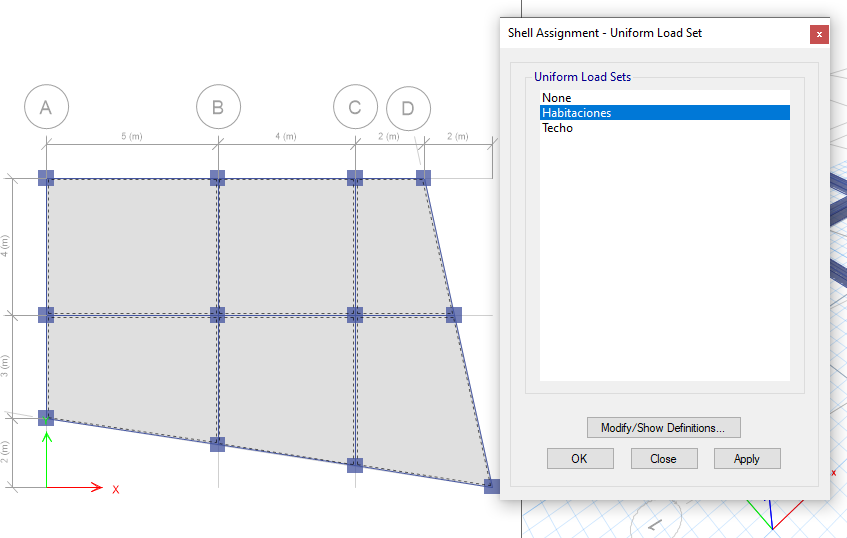 Shell Assignment - Uniform Load Set
x
Uniform Load Sets
None
Habitaciones
Techo
Modify/Show Definitions...
OK
Close
Apply
A
B
C
D
5 (m)
4 (m)
2 (m)
2 (m)
4 (m)
3 (m)
2 (m)
X
x
1